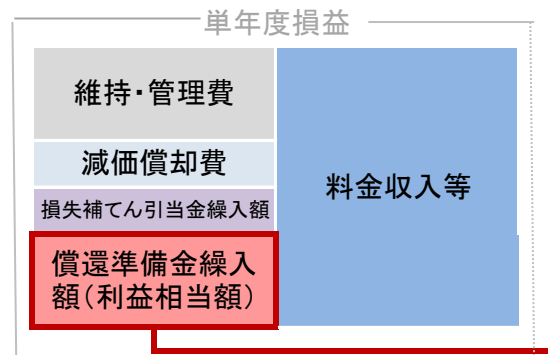 単年度損益
維持・管理費
減価償却費
損失補てん引当金繰入額
償還準備金繰入
額(利益相当額)
料金収入等